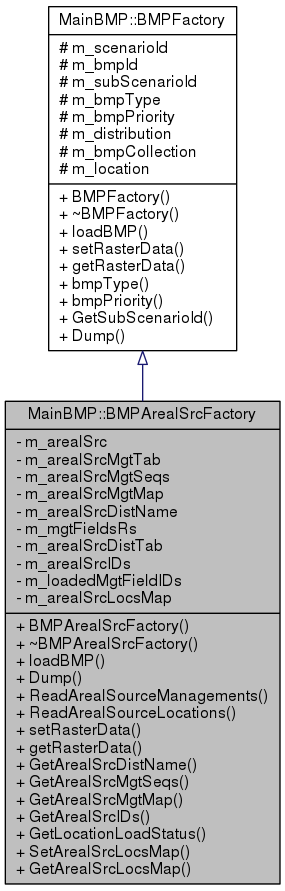 MainBMP::BMPFactory
# m_scenarioId
# m_bmpId
# m_subScenarioId
# m_bmpType
# m_bmpPriority
# m_distribution
# m_bmpCollection
# m_location
+ BMPFactory()
+ ~BMPFactory()
+ loadBMP()
+ setRasterData()
+ getRasterData()
+ bmpType()
+ bmpPriority()
+ GetSubScenarioId()
+ Dump()
MainBMP::BMPArealSrcFactory
- m_arealSrc
- m_arealSrcMgtTab
- m_arealSrcMgtSeqs
- m_arealSrcMgtMap
- m_arealSrcDistName
- m_mgtFieldsRs
- m_arealSrcDistTab
- m_arealSrcIDs
- m_loadedMgtFieldIDs
- m_arealSrcLocsMap
+ BMPArealSrcFactory()
+ ~BMPArealSrcFactory()
+ loadBMP()
+ Dump()
+ ReadArealSourceManagements()
+ ReadArealSourceLocations()
+ setRasterData()
+ getRasterData()
+ GetArealSrcDistName()
+ GetArealSrcMgtSeqs()
+ GetArealSrcMgtMap()
+ GetArealSrcIDs()
+ GetLocationLoadStatus()
+ SetArealSrcLocsMap()
+ GetArealSrcLocsMap()